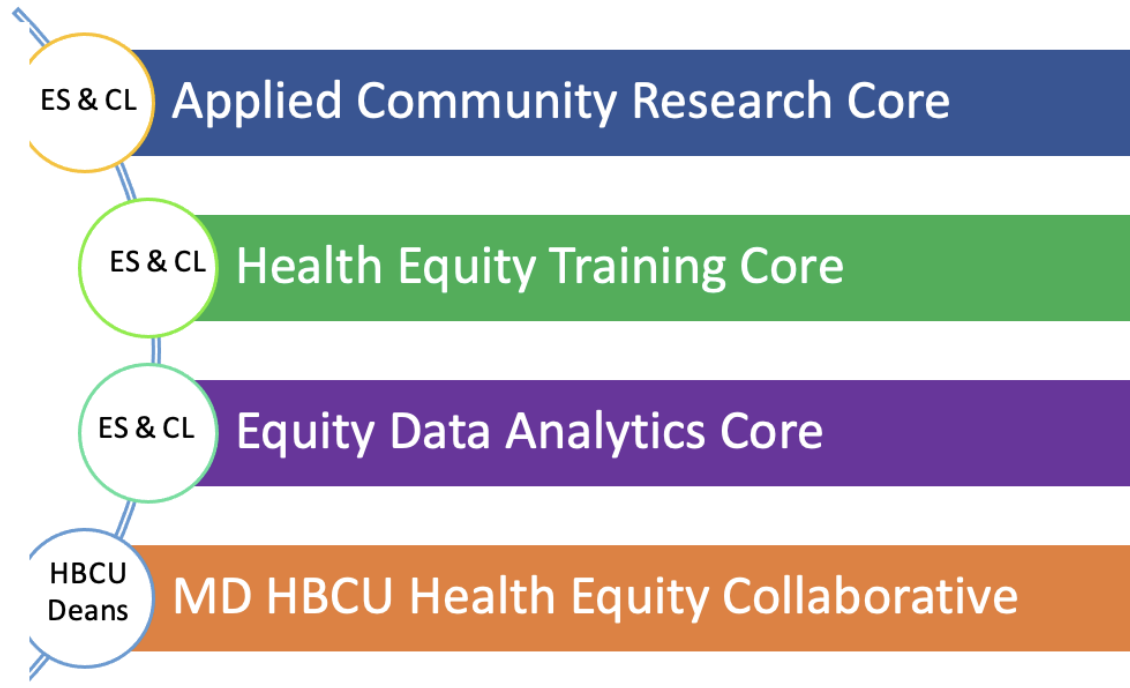 ES & CL
Applied Community Research Core
ES & CL
Health Equity Training Core
ES & CL
Equity Data Analytics Core
HBCU
Deans
MD HBCU Health Equity Collaborative